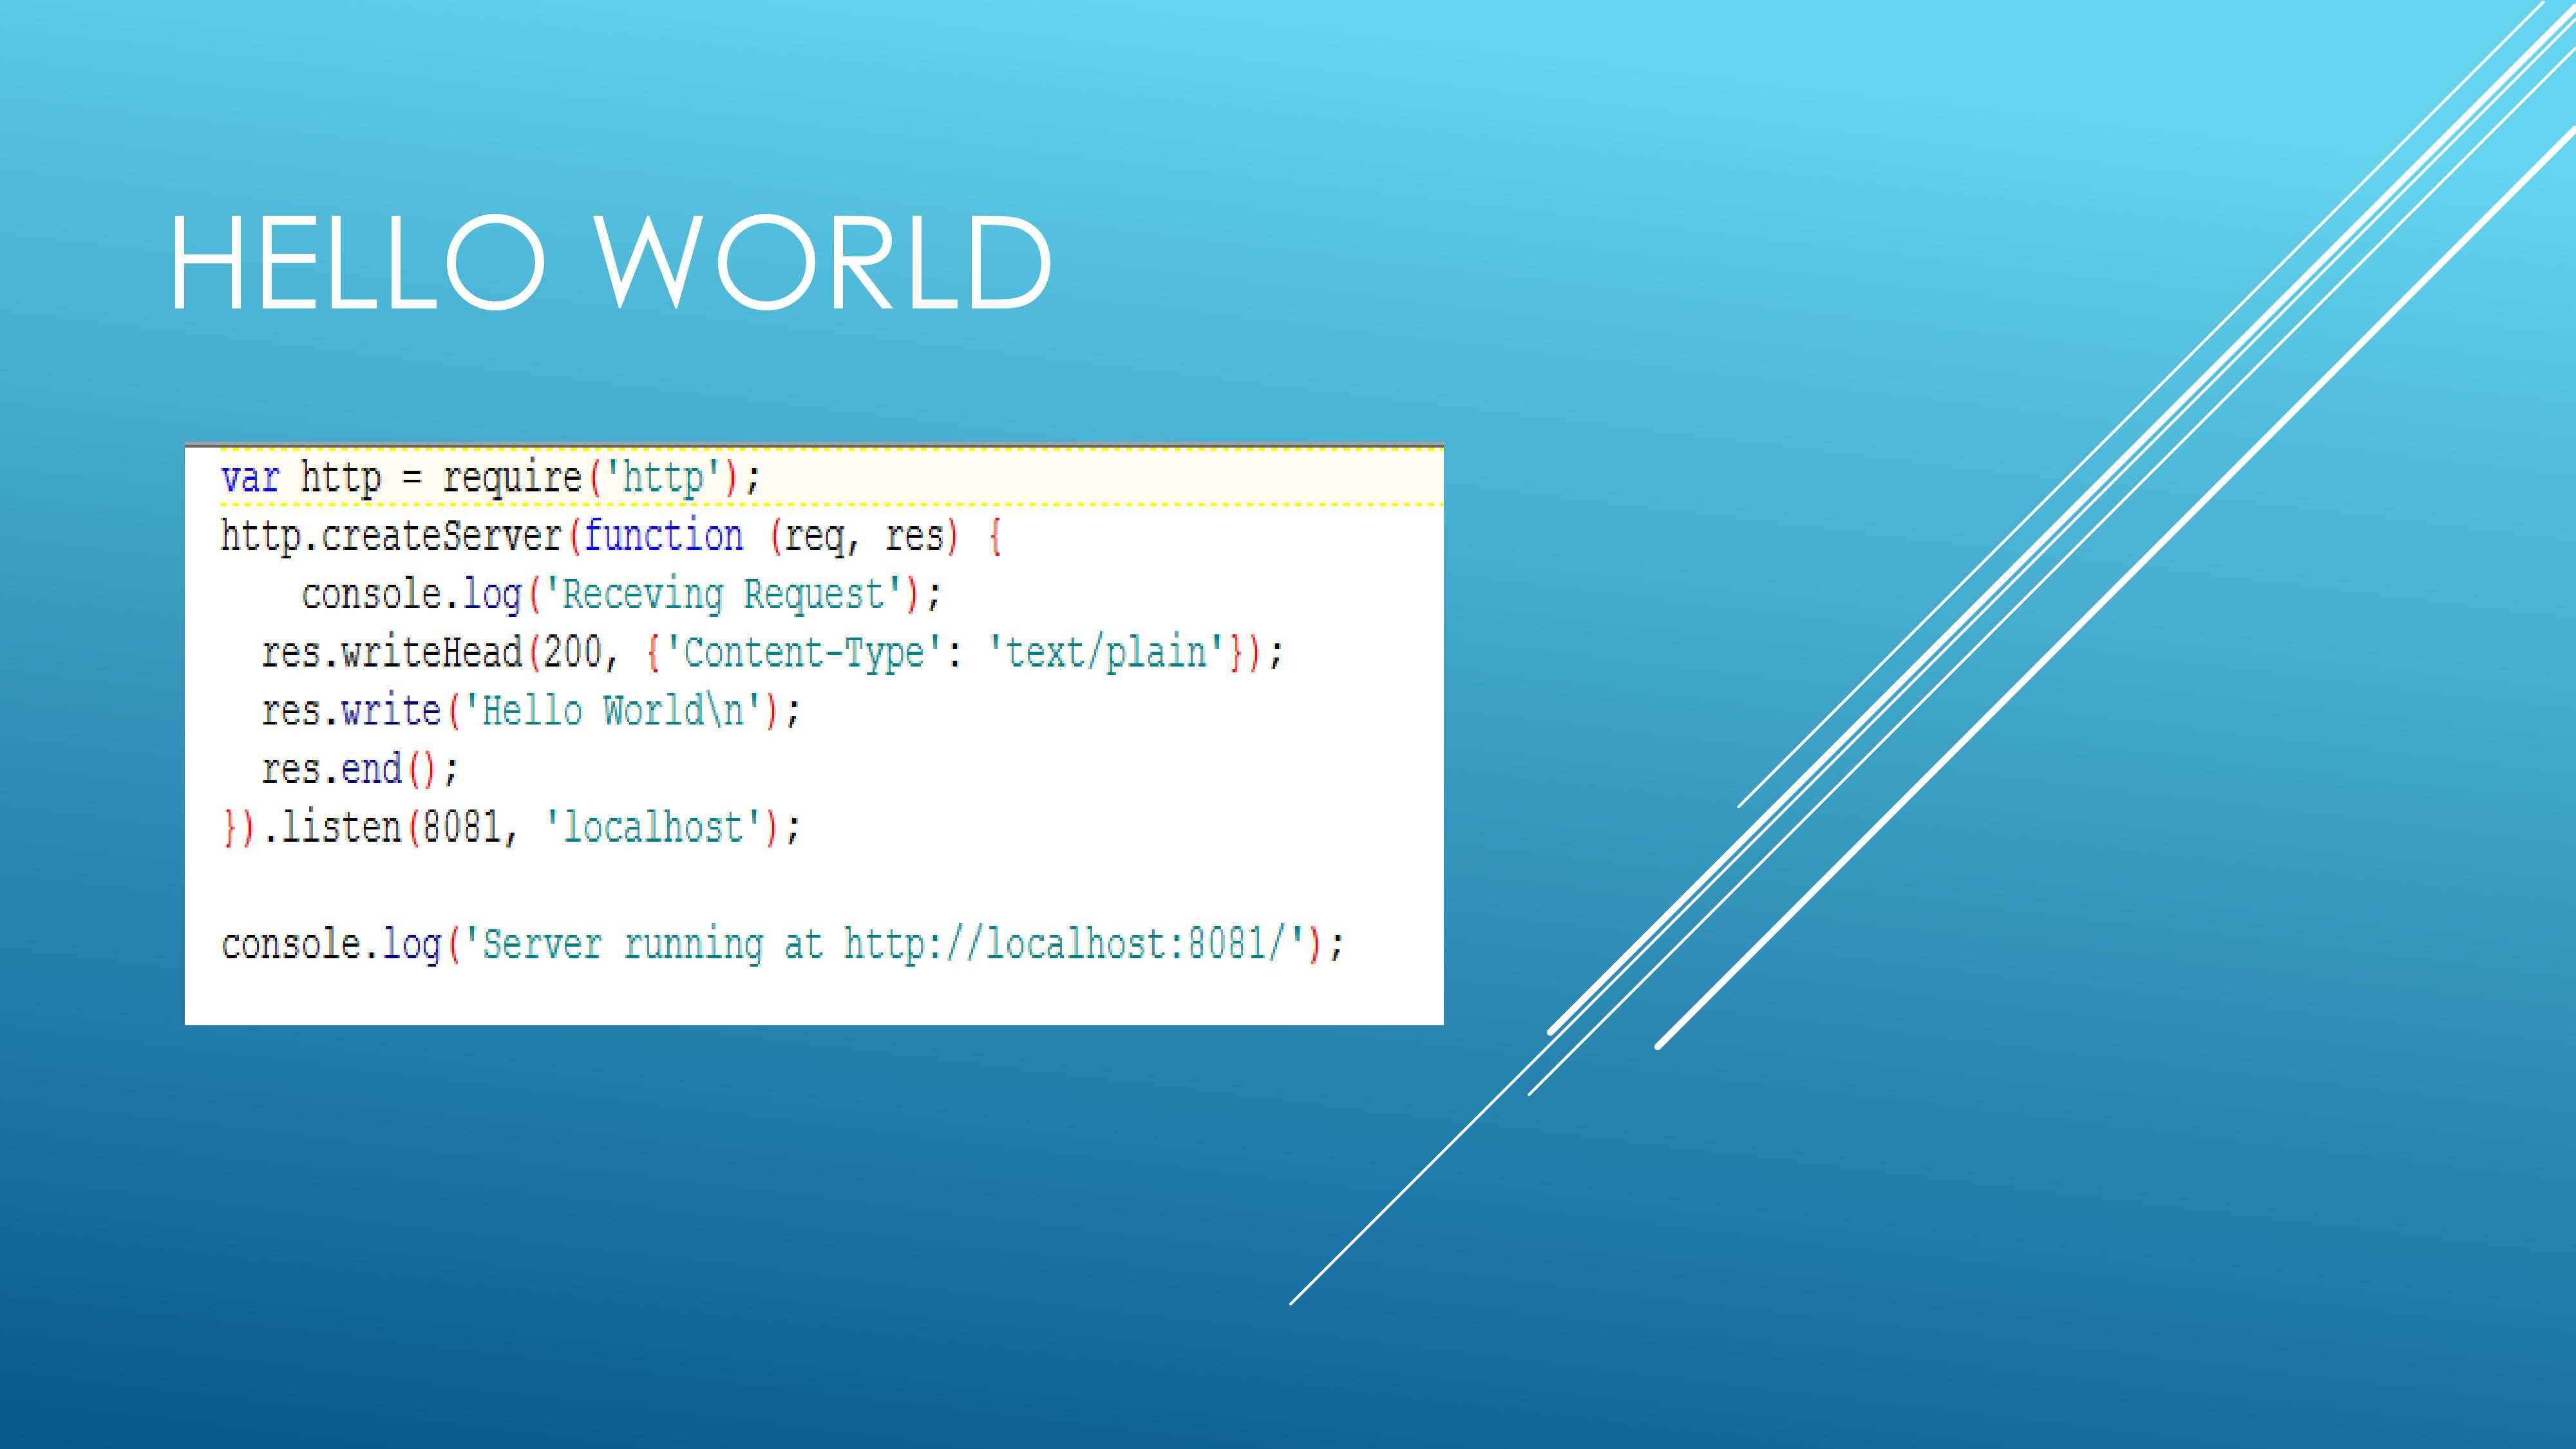 HELLO WORLD
var http = require('http');
http.createServer(function (req, res) {
    console.log('Receving Request');
  res.writeHead(200, {'Content-Type': 'text/plain'});
  res.write('Hello World\n');
  res.end();
}).listen(8081, 'localhost');
console.log('Server running at http://localhost:8081/');